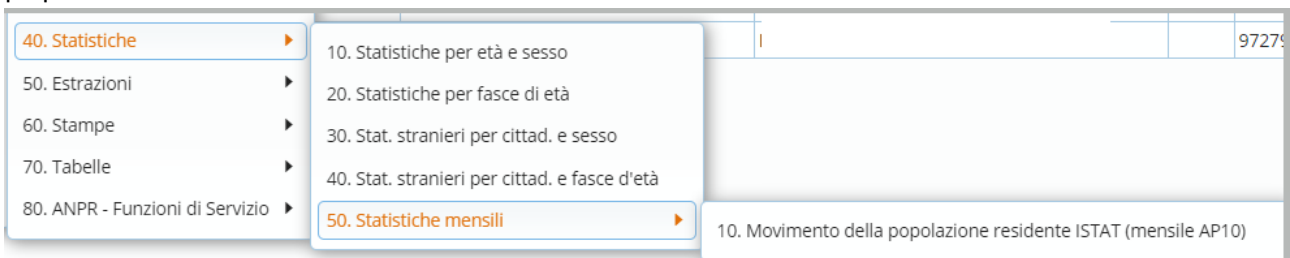 40. Statistiche
50. Estrazioni
60. Stampe
70. Tabelle
80. ANPR - Funzioni di Servizio
10. Statistiche per età e sesso
20. Statistiche per fasce di età
30. Stat. stranieri per cittad. e sesso
40. Stat. stranieri per cittad. e fasce d'età
50. Statistiche mensili
10. Movimento della popolazione residente ISTAT (mensile AP10)